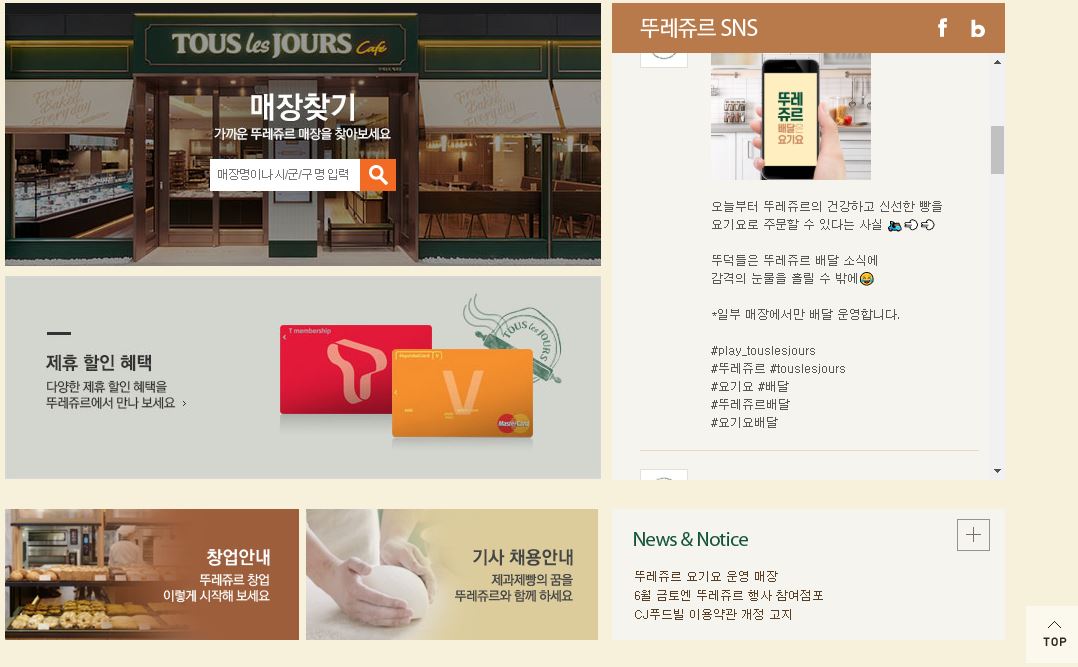 TOUS les JOURS Café
매장찾기
가까운 뚜레쥬르 매장을 찾아보세요
매장명이나 시/군/구 명 입력
제휴 할인 혜택
다양한 제휴 할인 혜택을
뚜레쥬르에서 만나 보세요 >
T membership
V
MasterCard
TOUS les JOURS
창업안내
뚜레쥬르 창업
이렇게 시작해 보세요
기사 채용안내
제과제빵의 꿈을
뚜레쥬르와 함께 하세요
뚜레쥬르 SNS
f b
뚜레
쥬르
배달은
요기요
오늘부터 뚜레쥬르의 건강하고 신선한 빵을
요기요로 주문할 수 있다는 사실
뚜덕들은 뚜레쥬르 배달 소식에
감격의 눈물을 흘릴 수 밖에😂
*일부 매장에서만 배달 운영합니다.
#play_touslesjours
#뚜레쥬르 #touslesjours
#요기요 #배달
#뚜레쥬르배달
#요기요배달
News & Notice
뚜레쥬르 요기요 운영 매장
6월 금토엔 뚜레쥬르 행사 참여점포
CJ푸드빌 이용약관 개정 고지
TOP